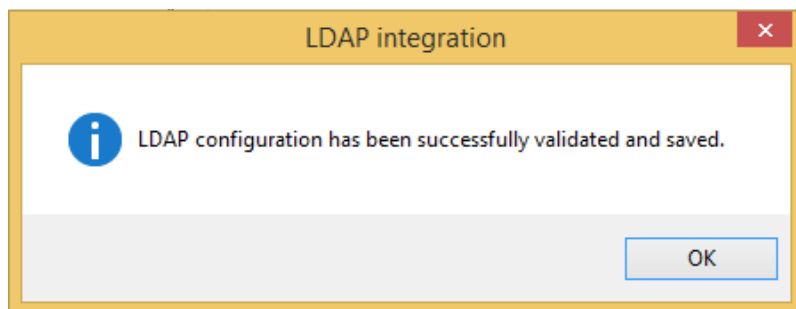 LDAP integration
LDAP configuration has been successfully validated and saved.
OK